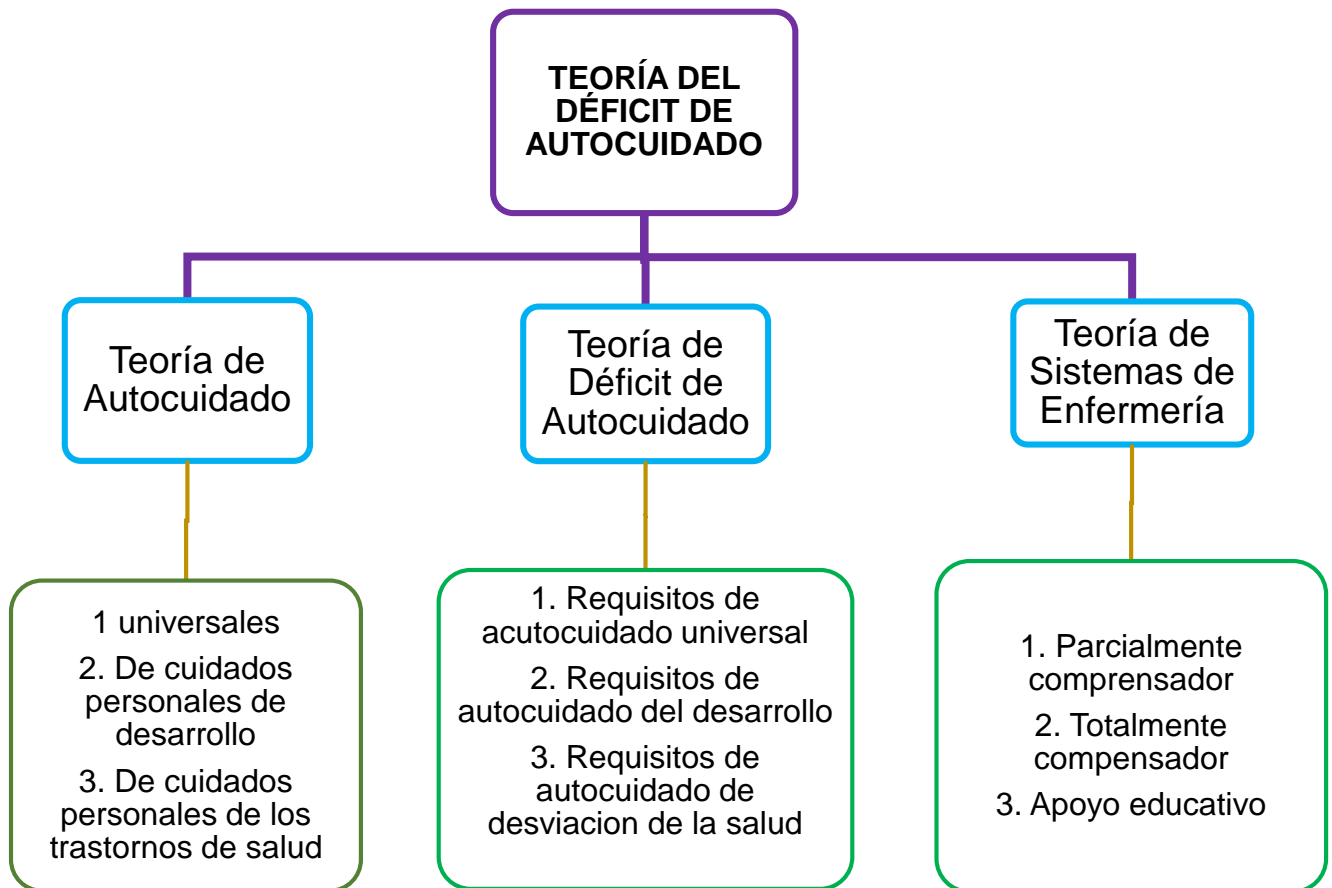 TEORÍA DEL
DÉFICIT DE
AUTOCUIDADO
Teoría de
Autocuidado
Teoría de
Déficit de
Autocuidado
Teoría de
Sistemas de
Enfermería
1 universales
2. De cuidados
personales de
desarrollo
3. De cuidados
personales de los
trastornos de salud
1. Requisitos de
acutocuidado universal
2. Requisitos de
autocuidado del desarrollo
3. Requisitos de
autocuidado de
desviacion de la salud
1. Parcialmente
comprensador
2. Totalmente
compensador
3. Apoyo educativo